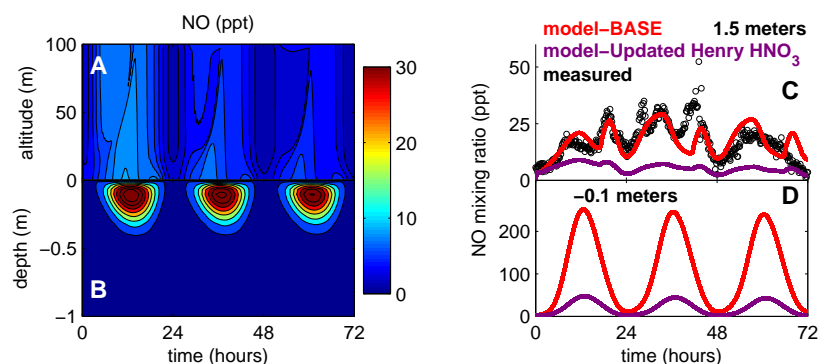 NO (ppt)
100
50
0
altitude (m)
A
−0.5
−1
depth (m)
B
0
24
48
72
time (hours)
30
20
10
0
model−BASE
1.5 meters
model−Updated Henry HNO3
measured
C
50
25
0
NO mixing ratio (ppt)
−0.1 meters
D
200
100
0
0
24
48
72
time (hours)